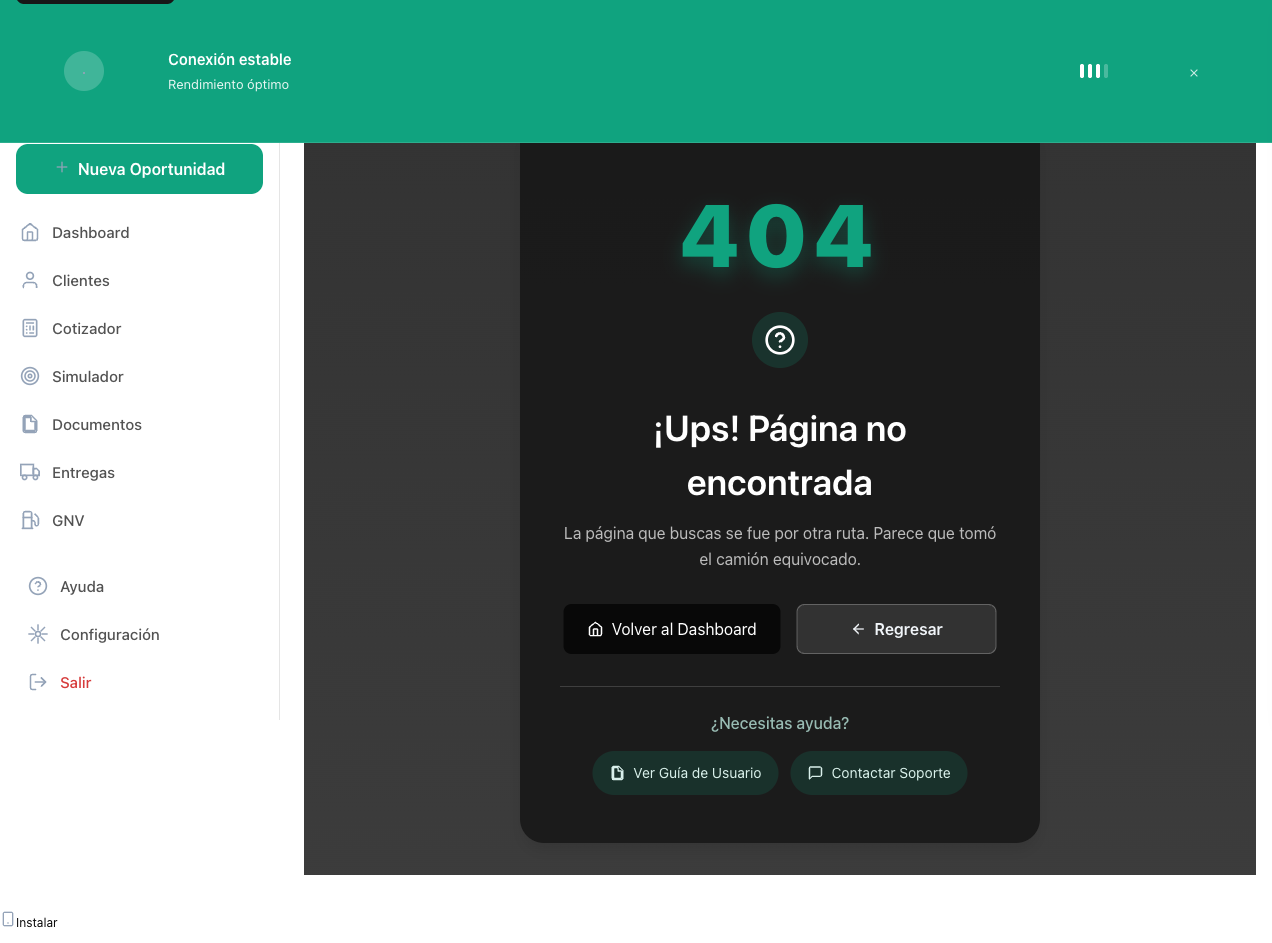 Conexión estable
Rendimiento óptimo
×
+ Nueva Oportunidad
Dashboard
Clientes
Cotizador
Simulador
Documentos
Entregas
GNV
Ayuda
Configuración
Salir
404
¡Ups! Página no
encontrada
La página que buscas se fue por otra ruta. Parece que tomó
el camión equivocado.
Volver al Dashboard
Regresar
¿Necesitas ayuda?
Ver Guía de Usuario
Contactar Soporte
Instalar